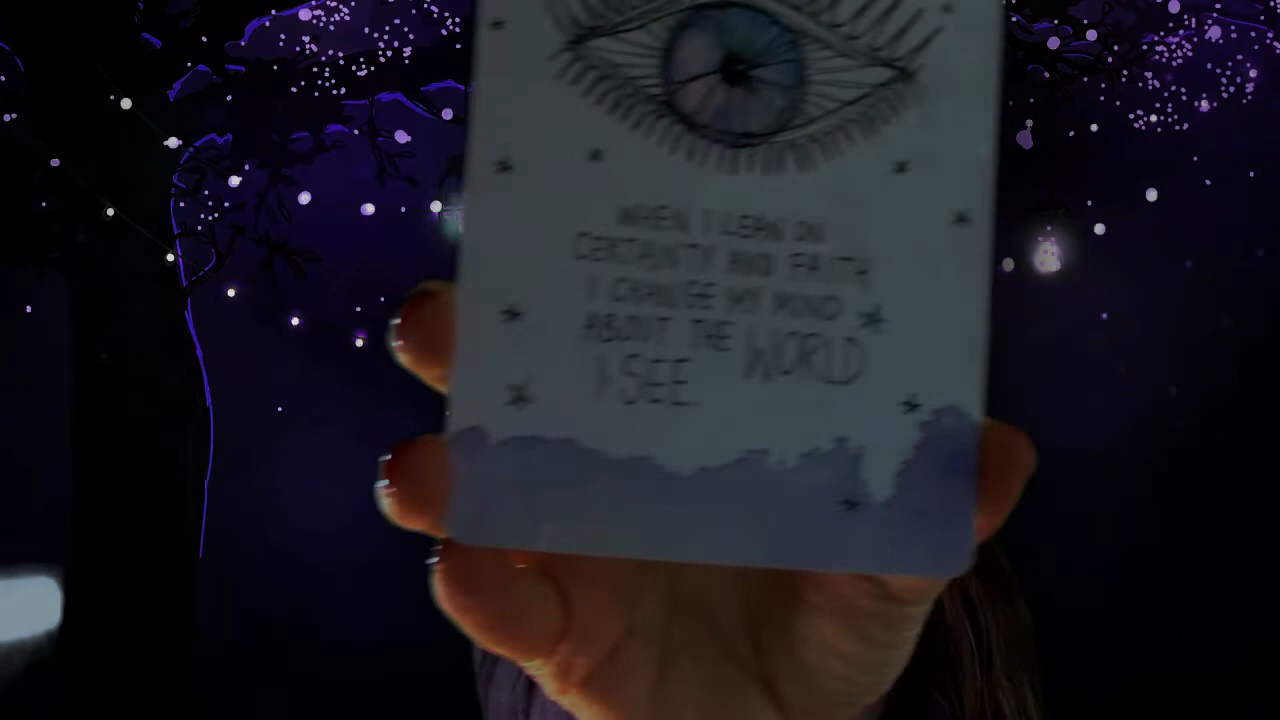 WHEN I LEAN ON
CERTAINTY AND FAITH
I CHANGE MY MIND
ABOUT THE WORLD
I SEE.